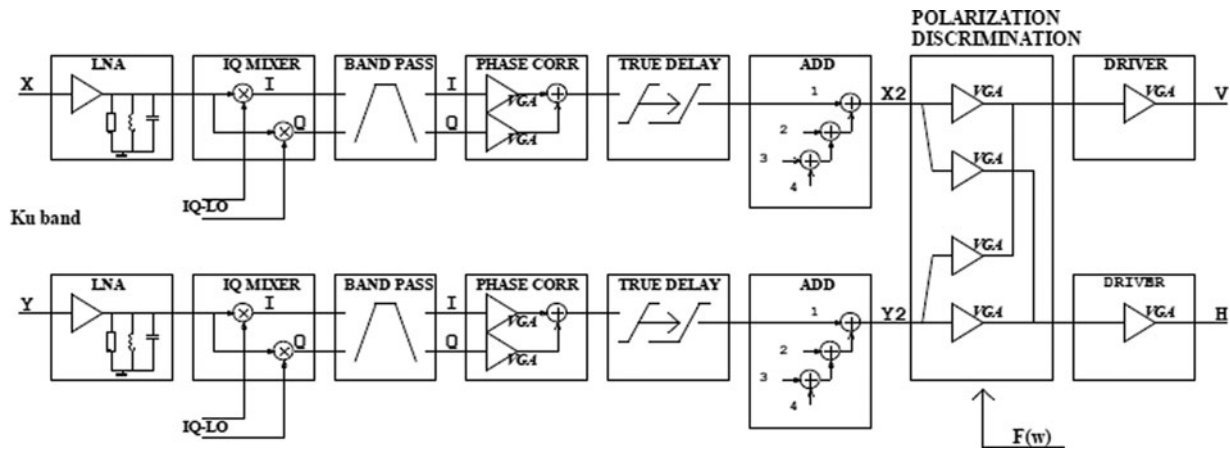 POLARIZATION
DISCRIMINATION
LNA IQ MIXER BAND PASS PHASE CORR TRUE DELAY ADD DRIVER
X I I VGA 1 X2 VGA VGA V
Q Q VGA 2
3 VGA
4
IQ-LO
Ku band
VGA
LNA IQ MIXER BAND PASS PHASE CORR TRUE DELAY ADD DRIVER
Y I I VGA 1 Y2 VGA VGA H
Q Q VGA 2
3
4
IQ-LO
F(w)